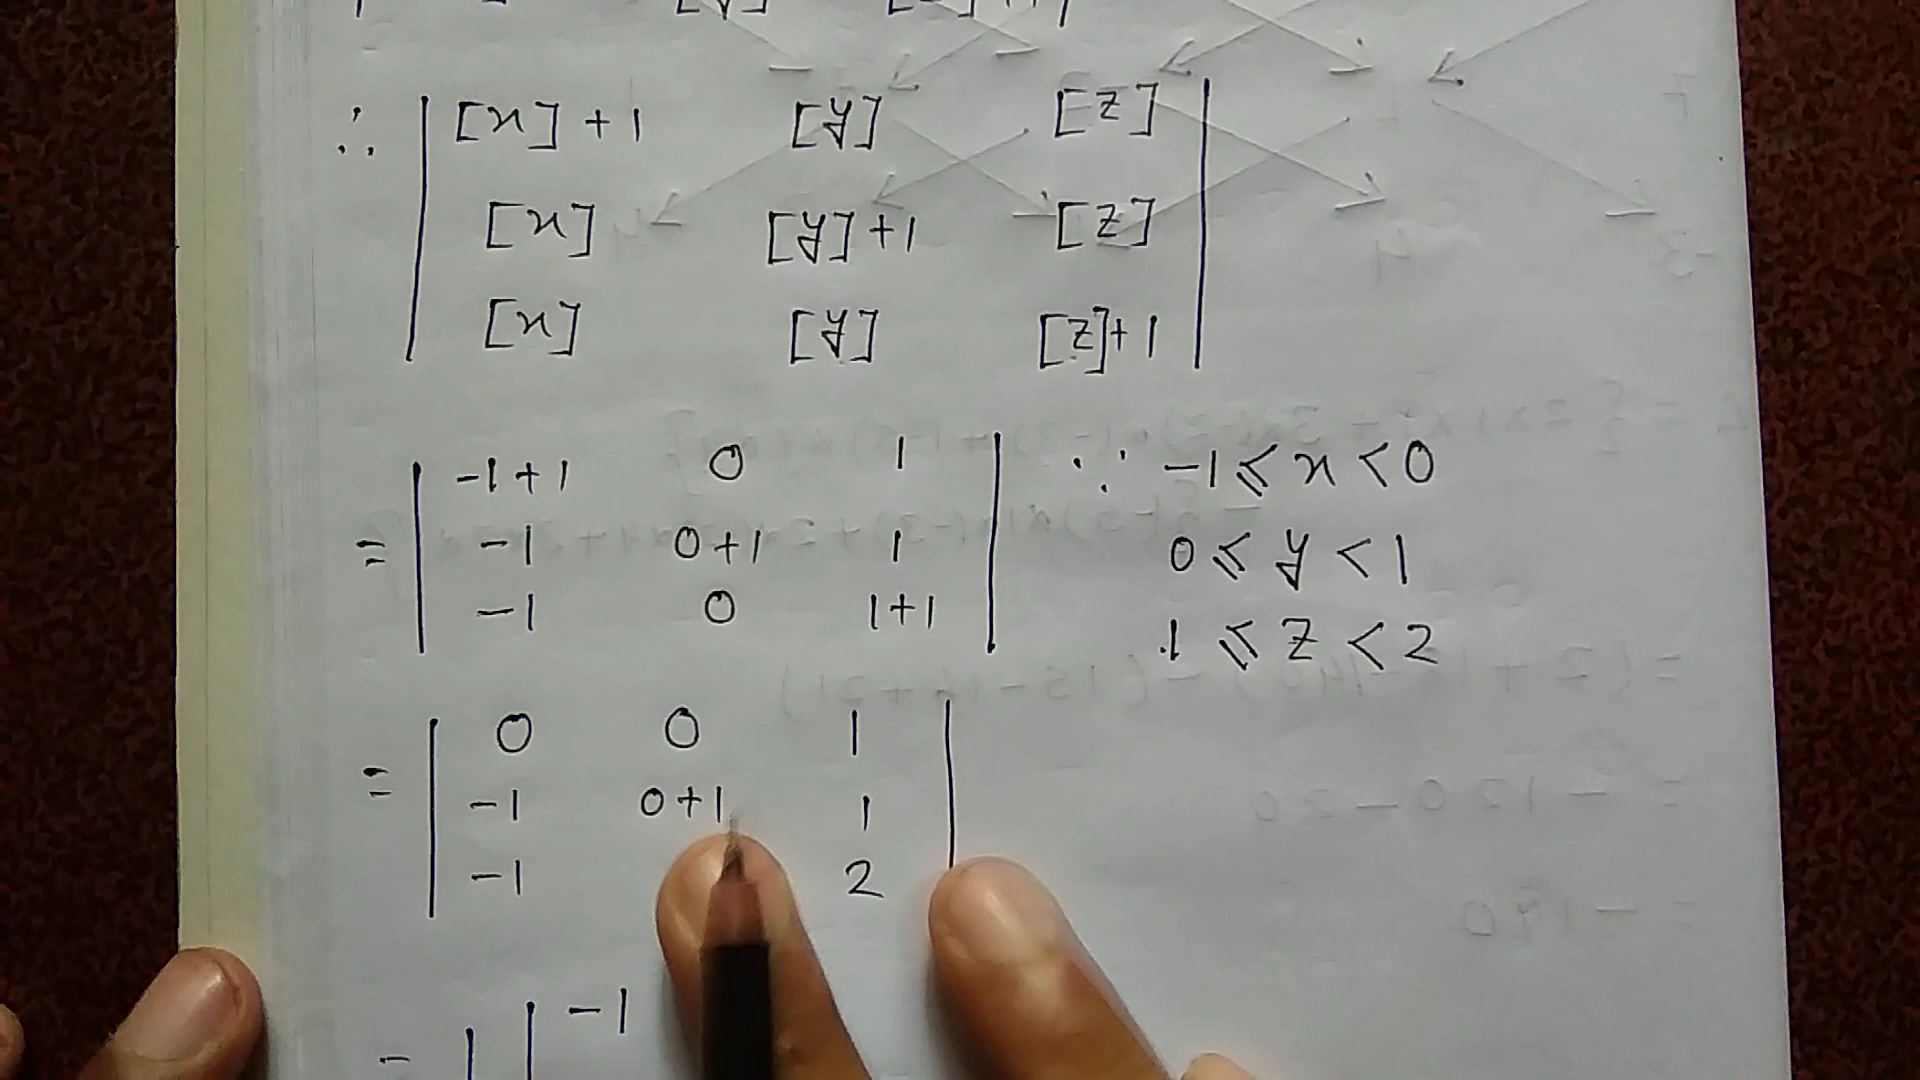 ∴ | [x] + 1 [y] [z] |
| [x] [y] + 1 [z] |
| [x] [y] [z] + 1 |
= | -1 + 1 0 1 | ∵ -1 ⩽ x < 0
| -1 0 + 1 1 | 0 ⩽ y < 1
| -1 0 1 + 1 | 1 ⩽ z < 2
= | 0 0 1 |
| -1 0 + 1 1 |
| -1 2 |
= 1 | -1